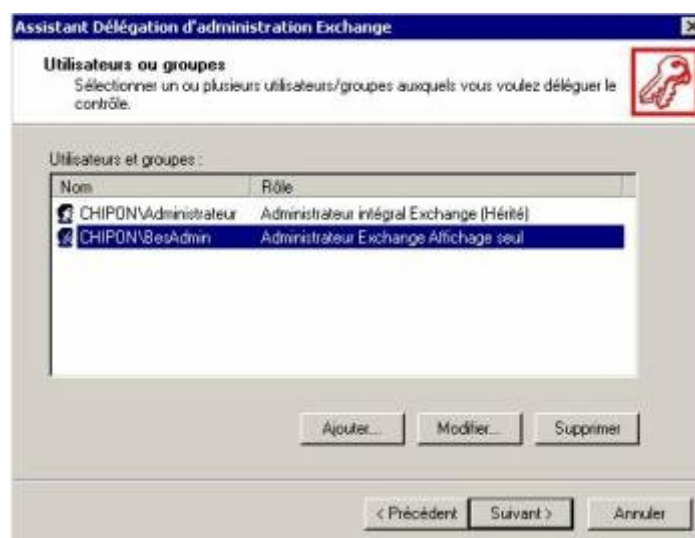 Assistant Délégation d'administration Exchange
Utilisateurs ou groupes
Sélectionner un ou plusieurs utilisateurs/groupes auxquels vous voulez déléguer le
contrôle.
Utilisateurs et groupes :
Nom Rôle
CHIPON\Administrateur Administrateur intégral Exchange (Hérité)
CHIPON\BesAdmin Administrateur Exchange Affichage seul
Ajouter... Modifier... Supprimer
< Précédent Suivant > Annuler